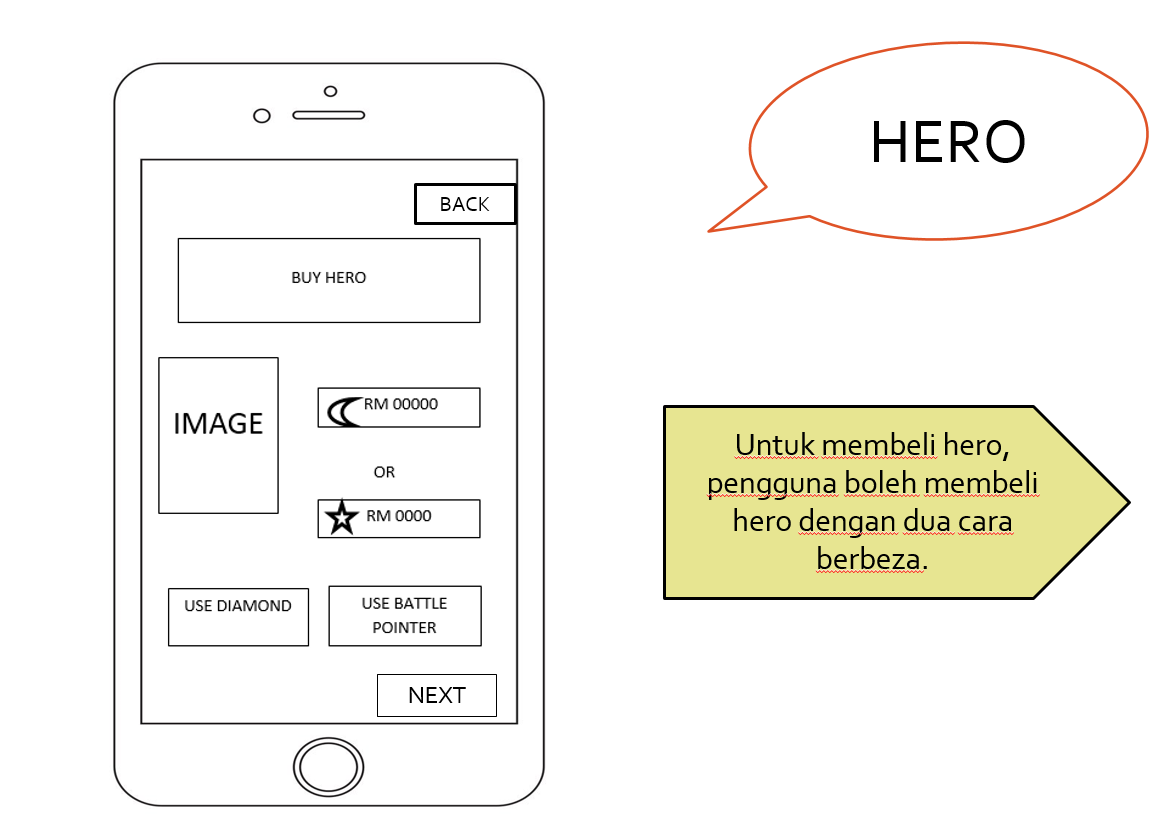 HERO
BACK
BUY HERO
IMAGE
RM 00000
OR
RM 0000
USE DIAMOND
USE BATTLE
POINTER
NEXT
Untuk membeli hero,
pengguna boleh membeli
hero dengan dua cara
berbeza.